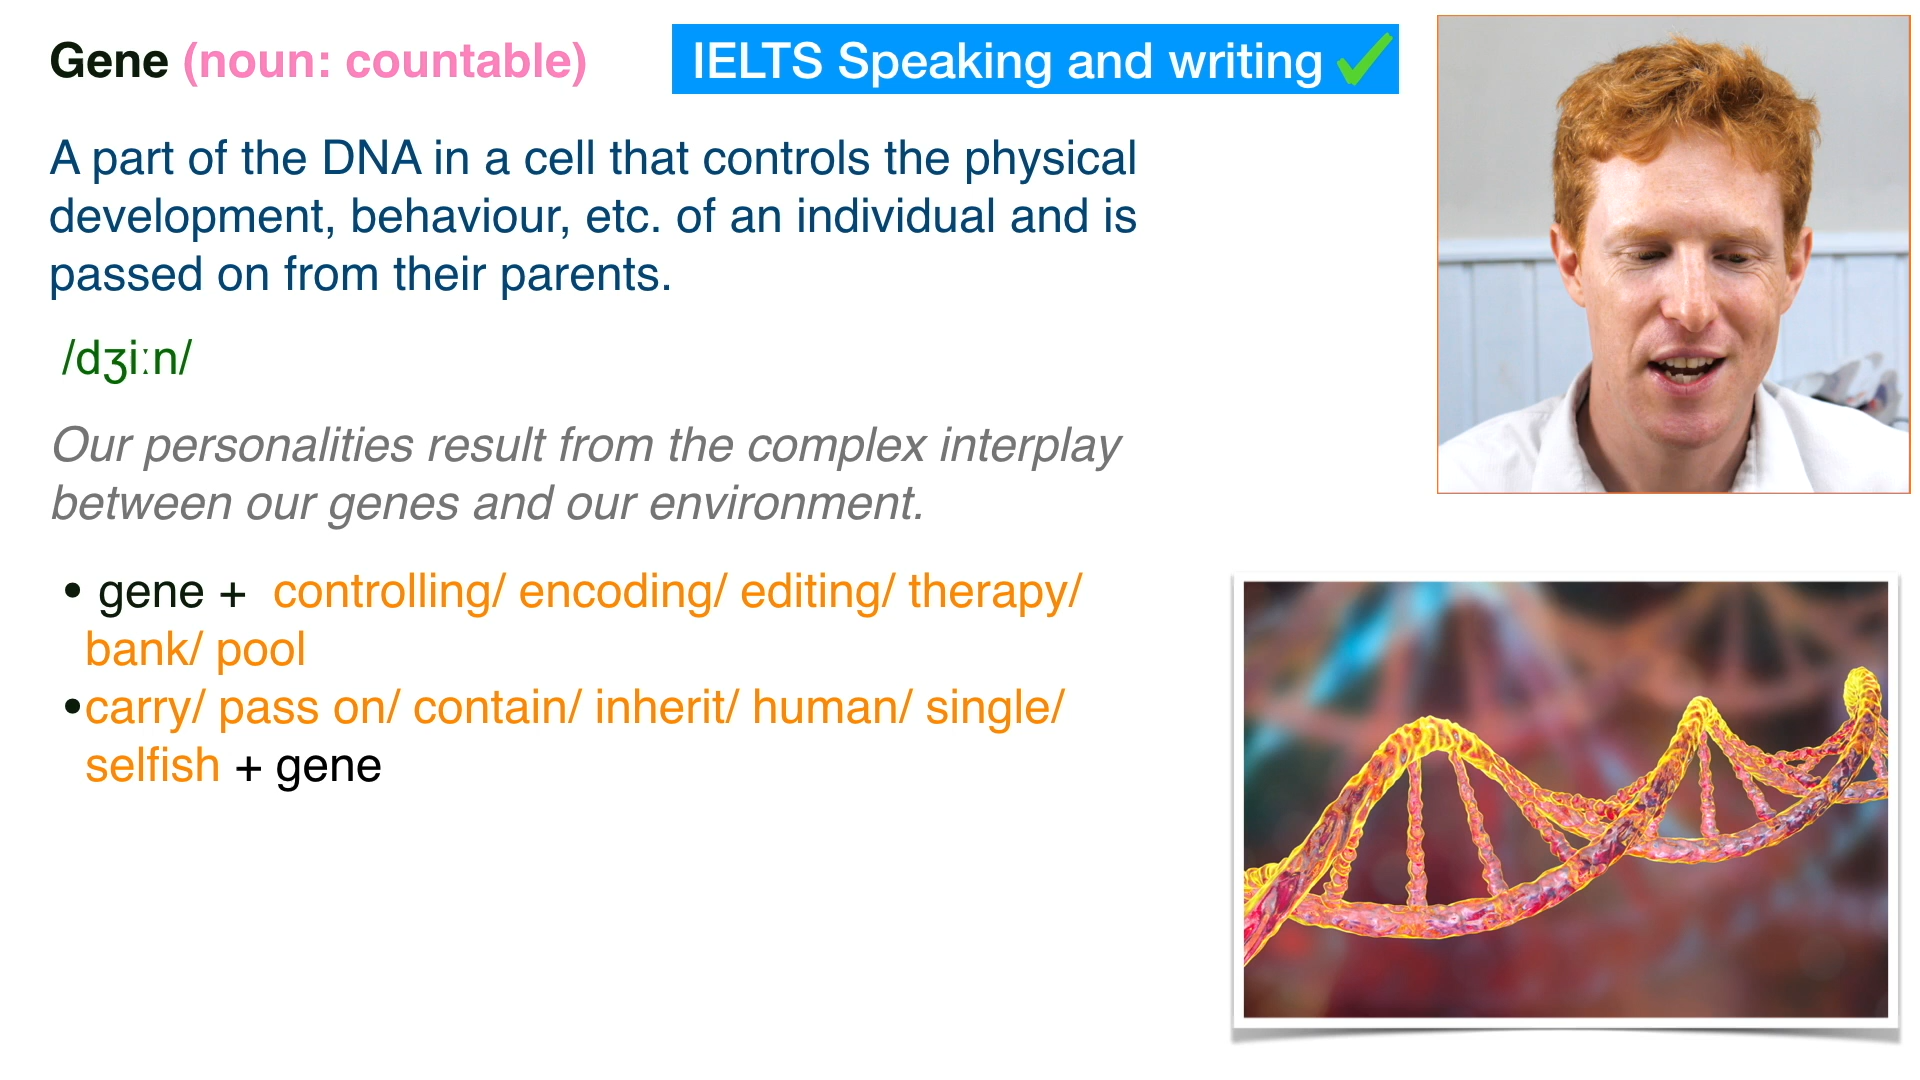 Gene (noun: countable)
IELTS Speaking and writing
A part of the DNA in a cell that controls the physical
development, behaviour, etc. of an individual and is
passed on from their parents.
/dʒiːn/
Our personalities result from the complex interplay
between our genes and our environment.
• gene + controlling/ encoding/ editing/ therapy/
bank/ pool
•carry/ pass on/ contain/ inherit/ human/ single/
selfish + gene